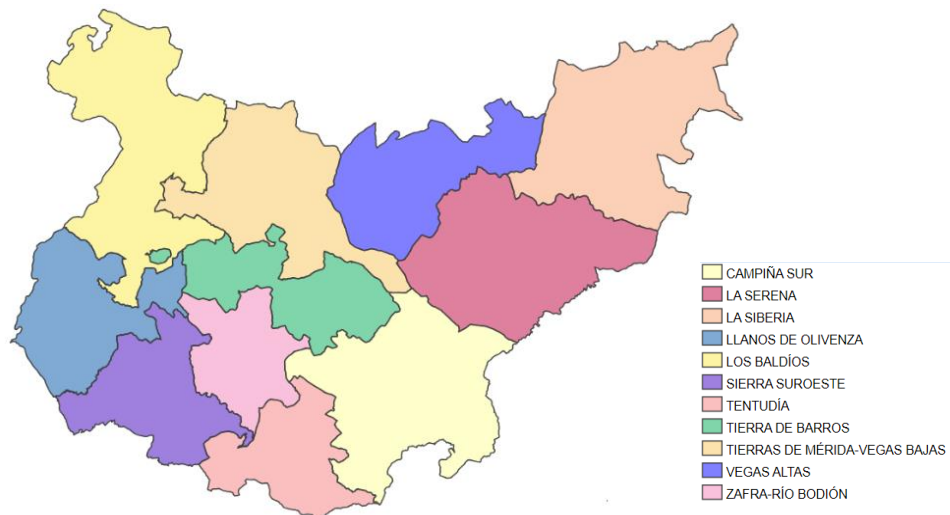 CAMPIÑA SUR
LA SERENA
LA SIBERIA
LLANOS DE OLIVENZA
LOS BALDÍOS
SIERRA SUROESTE
TENTUDÍA
TIERRA DE BARROS
TIERRAS DE MÉRIDA-VEGAS BAJAS
VEGAS ALTAS
ZAFRA-RÍO BODIÓN